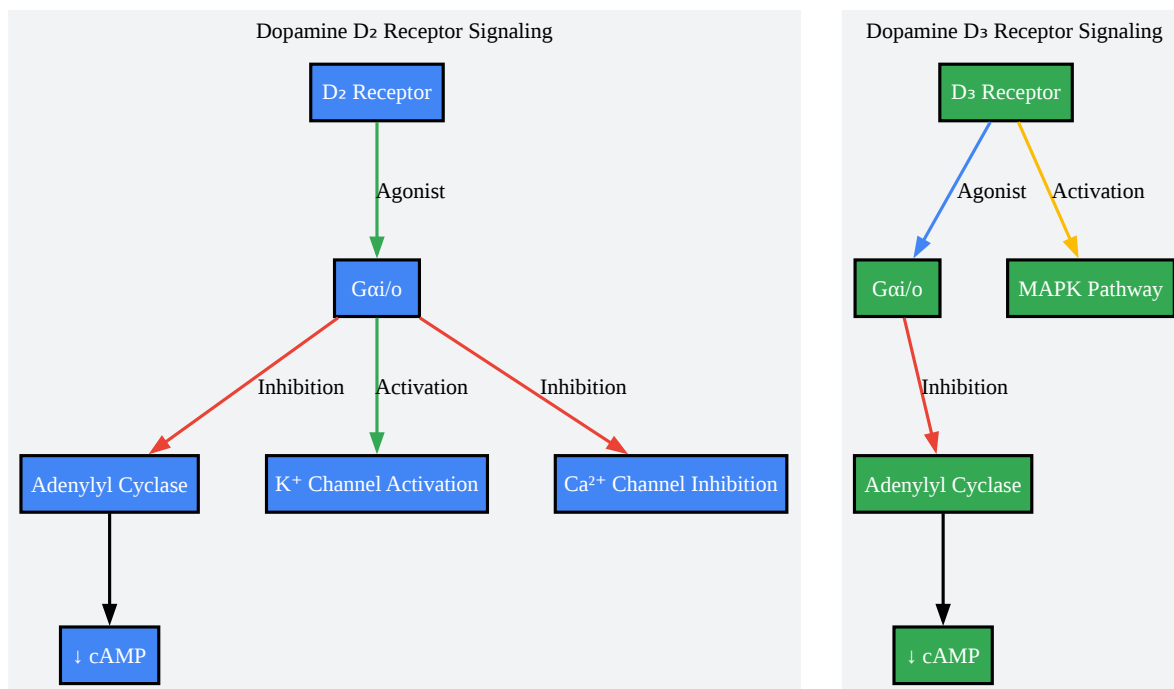 Dopamine D₂ Receptor Signaling
D₂ Receptor
Agonist
Gαi/o
Inhibition
Activation
Inhibition
Adenylyl Cyclase
K⁺ Channel Activation
Ca²⁺ Channel Inhibition
↓ cAMP
Dopamine D₃ Receptor Signaling
D₃ Receptor
Agonist
Activation
Gαi/o
MAPK Pathway
Inhibition
Adenylyl Cyclase
↓ cAMP